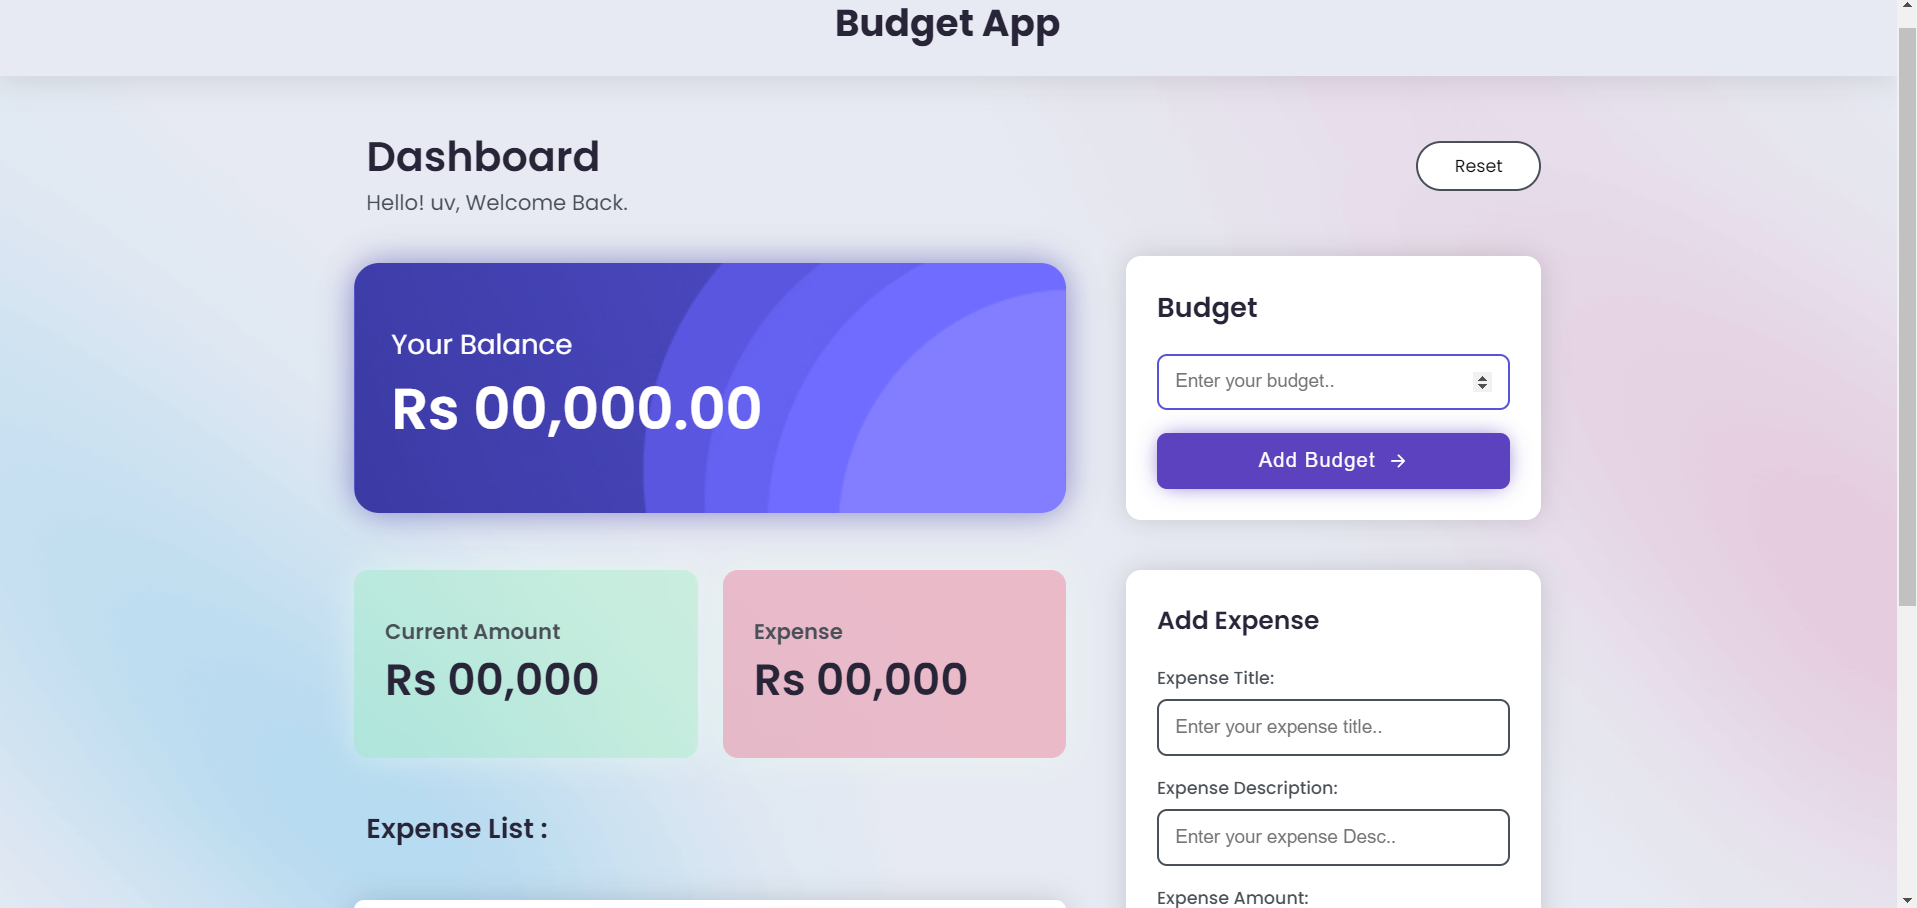 Budget App
Dashboard
Hello! uv, Welcome Back.
Reset
Your Balance
Rs 00,000.00
Budget
Enter your budget..
Add Budget →
Current Amount
Rs 00,000
Expense
Rs 00,000
Expense List :
Add Expense
Expense Title:
Enter your expense title..
Expense Description:
Enter your expense Desc..
Expense Amount: